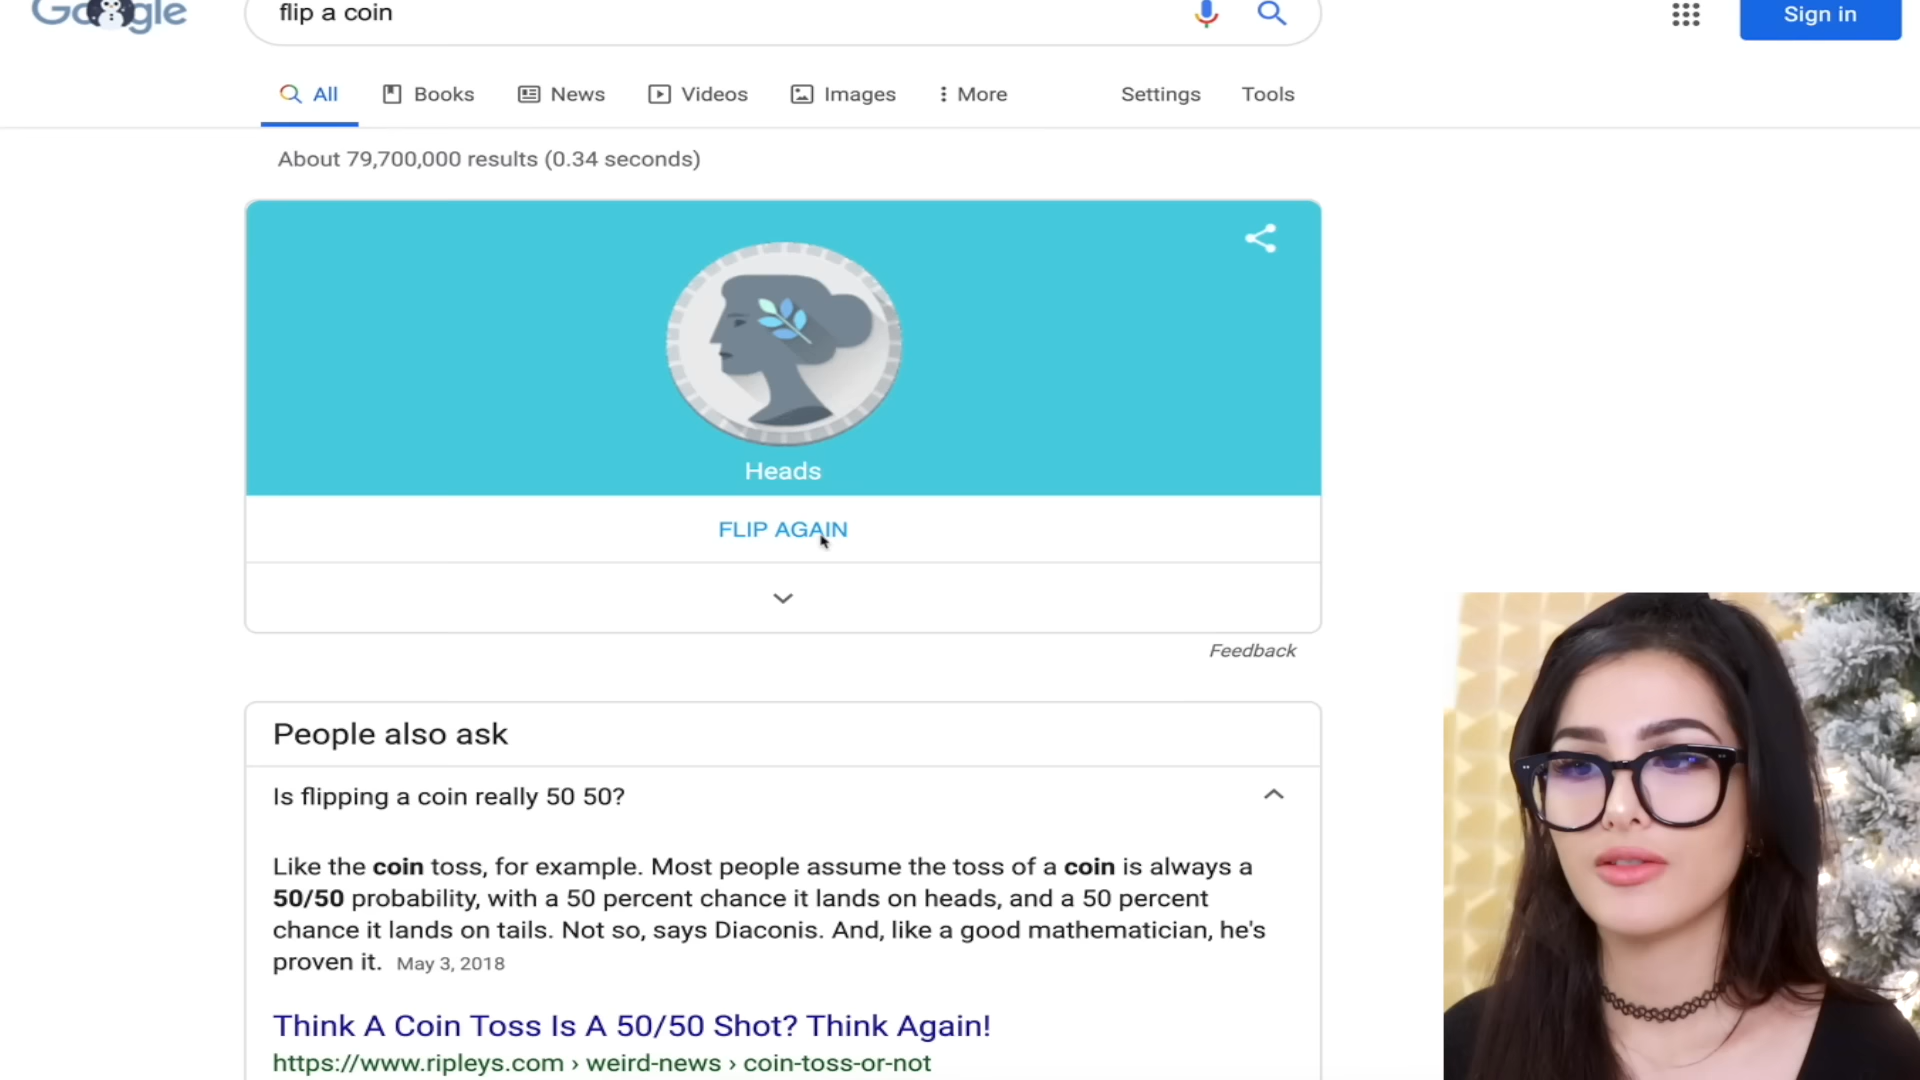 Google
flip a coin
Sign in
All Books News Videos Images More Settings Tools
About 79,700,000 results (0.34 seconds)
Heads
FLIP AGAIN
Feedback
People also ask
Is flipping a coin really 50 50?
Like the coin toss, for example. Most people assume the toss of a coin is always a
50/50 probability, with a 50 percent chance it lands on heads, and a 50 percent
chance it lands on tails. Not so, says Diaconis. And, like a good mathematician, he's
proven it. May 3, 2018
Think A Coin Toss Is A 50/50 Shot? Think Again!
https://www.ripleys.com › weird-news › coin-toss-or-not